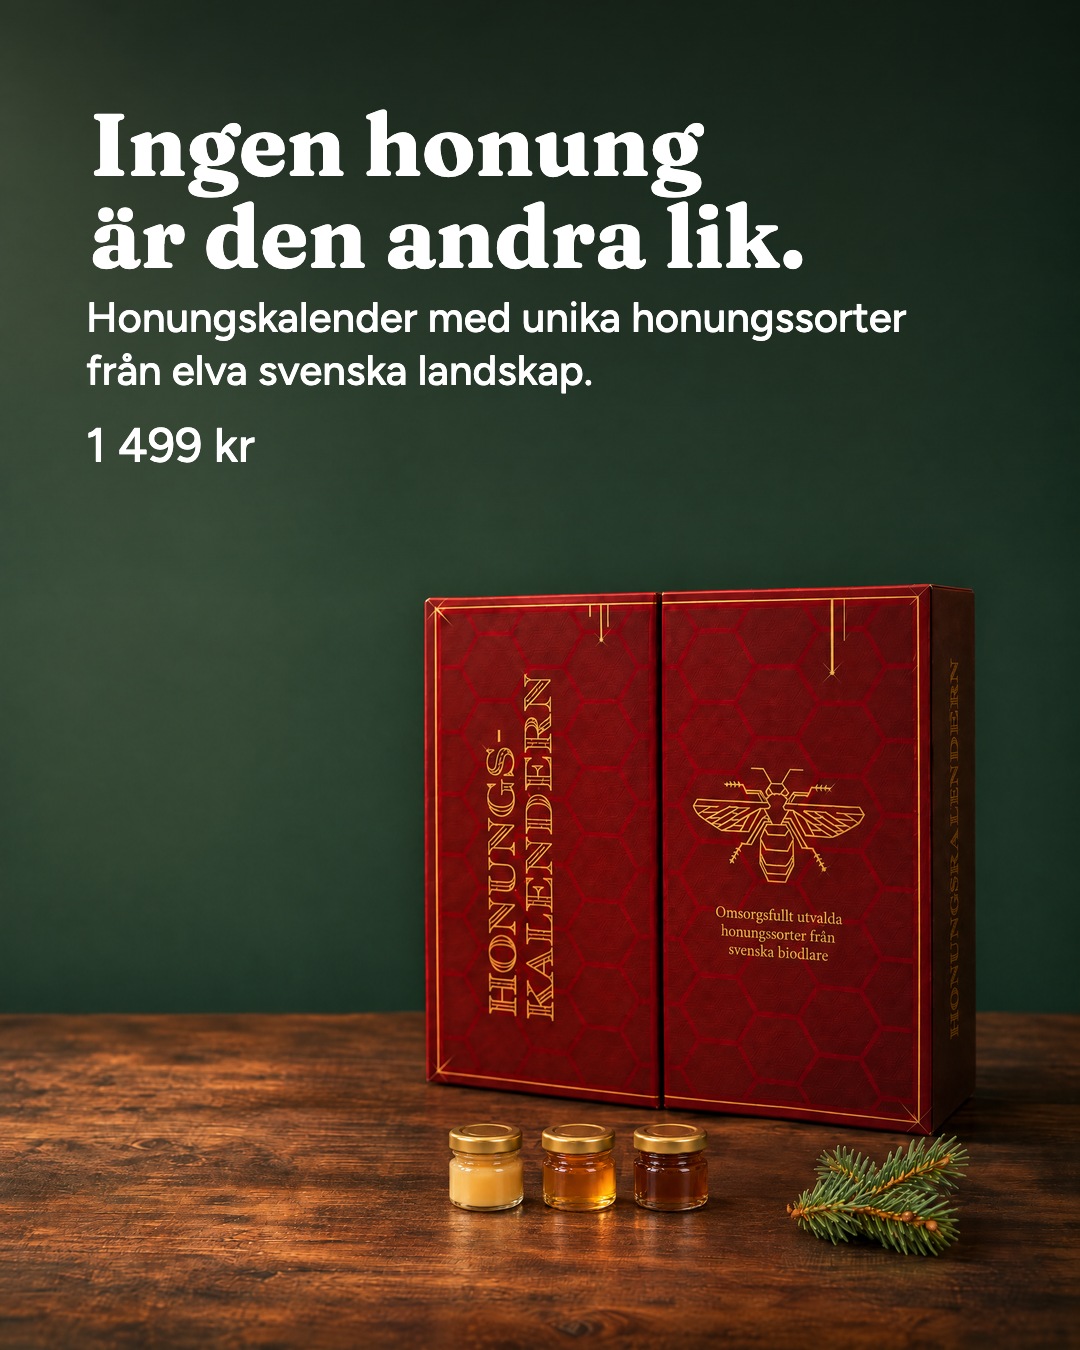 Ingen honung
är den andra lik.
Honungskalender med unika honungssorter
från elva svenska landskap.
1 499 kr
HONUNGS-
KALENDERN
Omsorgsfullt utvalda
honungssorter från
svenska biodlare
HONUNGSKALENDERN